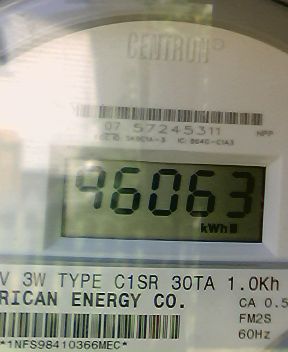 CENTRON®
07 57245311
NPP
46063
kWh
V 3W TYPE C1SR 30TA 1.0Kh
RICAN ENERGY CO.
CA 0.5
FM2S
60Hz
*1NFS98410366MEC*